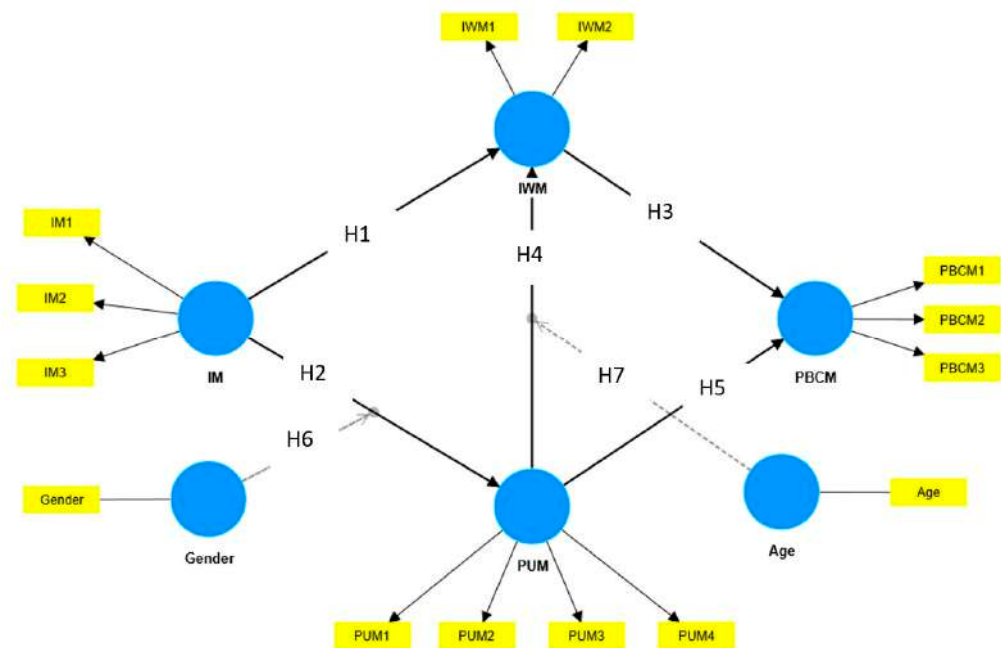 IWM1
IWM2
IWM
H1
H3
H4
IM1
IM2
IM3
IM
PBCM1
PBCM2
PBCM3
PBCM
H2
H7
H5
H6
Gender
Gender
PUM
Age
Age
PUM1
PUM2
PUM3
PUM4